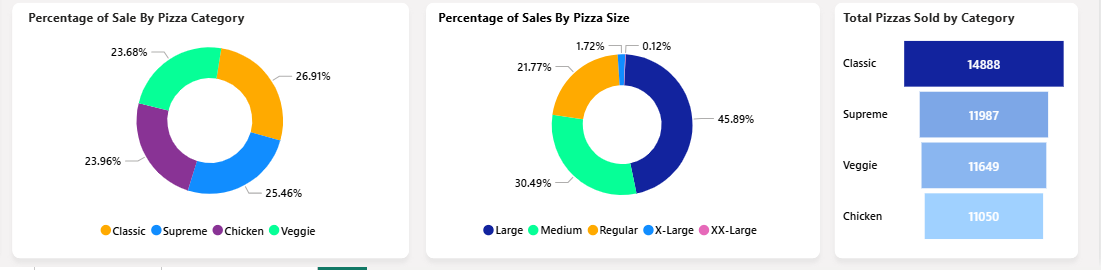 Percentage of Sale By Pizza Category
23.68%
26.91%
23.96%
25.46%
Classic Supreme Chicken Veggie
Percentage of Sales By Pizza Size
1.72% 0.12%
21.77%
45.89%
30.49%
Large Medium Regular X-Large XX-Large
Total Pizzas Sold by Category
Classic 14888
Supreme 11987
Veggie 11649
Chicken 11050